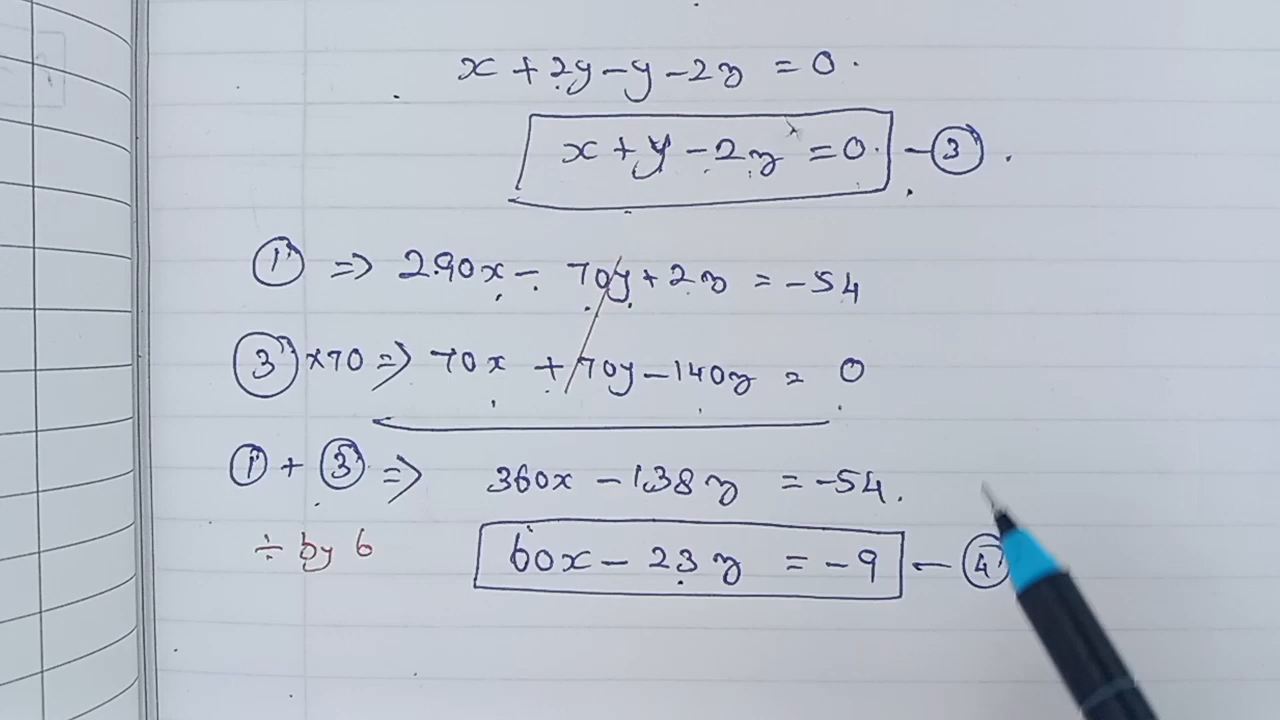 x + 2y - y - 2z = 0.
x + y - 2z = 0. - ③.
① ⇒ 290x - 70y + 2z = -54
③ ×70 ⇒ 70x + 70y - 140z = 0
① + ③ ⇒ 360x - 138z = -54.
÷ by 6 60x - 23z = -9 - ④